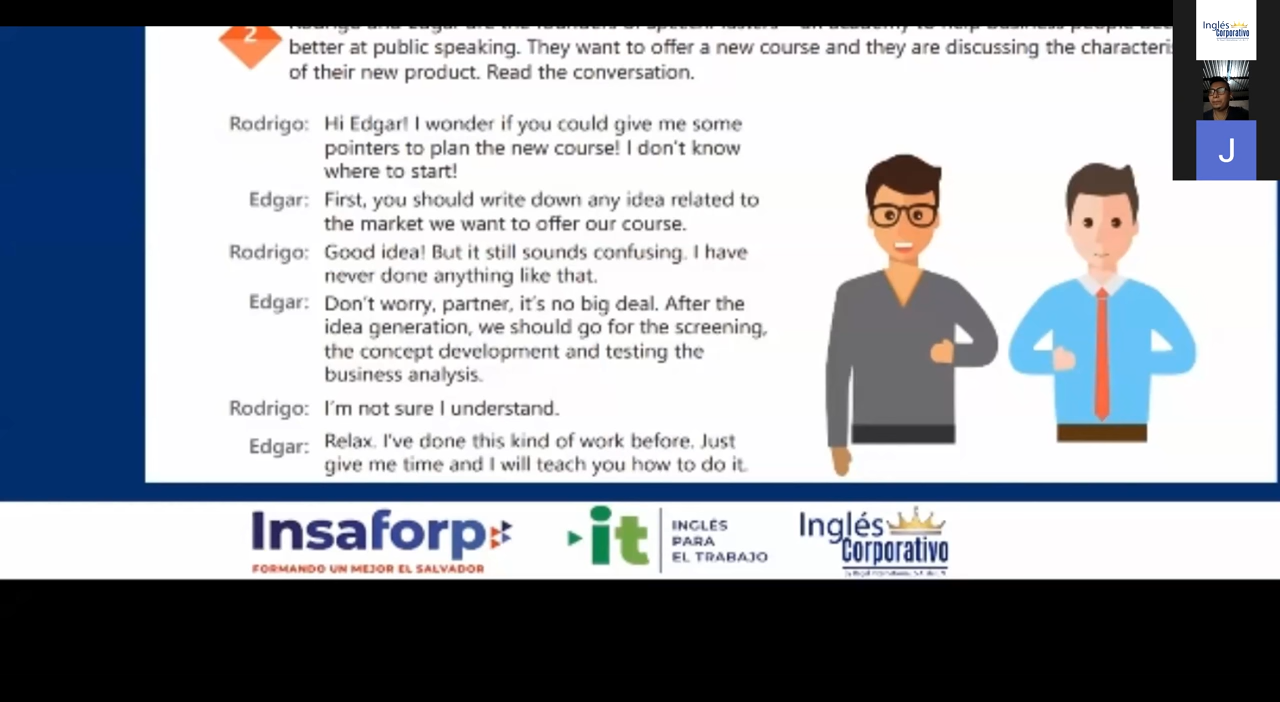 2
better at public speaking. They want to offer a new course and they are discussing the
of their new product. Read the conversation.
Rodrigo: Hi Edgar! I wonder if you could give me some
pointers to plan the new course! I don't know
where to start!
Edgar: First, you should write down any idea related to
the market we want to offer our course.
Rodrigo: Good idea! But it still sounds confusing. I have
never done anything like that.
Edgar: Don't worry, partner, it's no big deal. After the
idea generation, we should go for the screening,
the concept development and testing the
business analysis.
Rodrigo: I'm not sure I understand.
Edgar: Relax. I've done this kind of work before. Just
give me time and I will teach you how to do it.
Inglés
Corporativo
J
Insaforp
FORMANDO UN MEJOR EL SALVADOR
it
INGLÉS
PARA
EL TRABAJO
Inglés
Corporativo